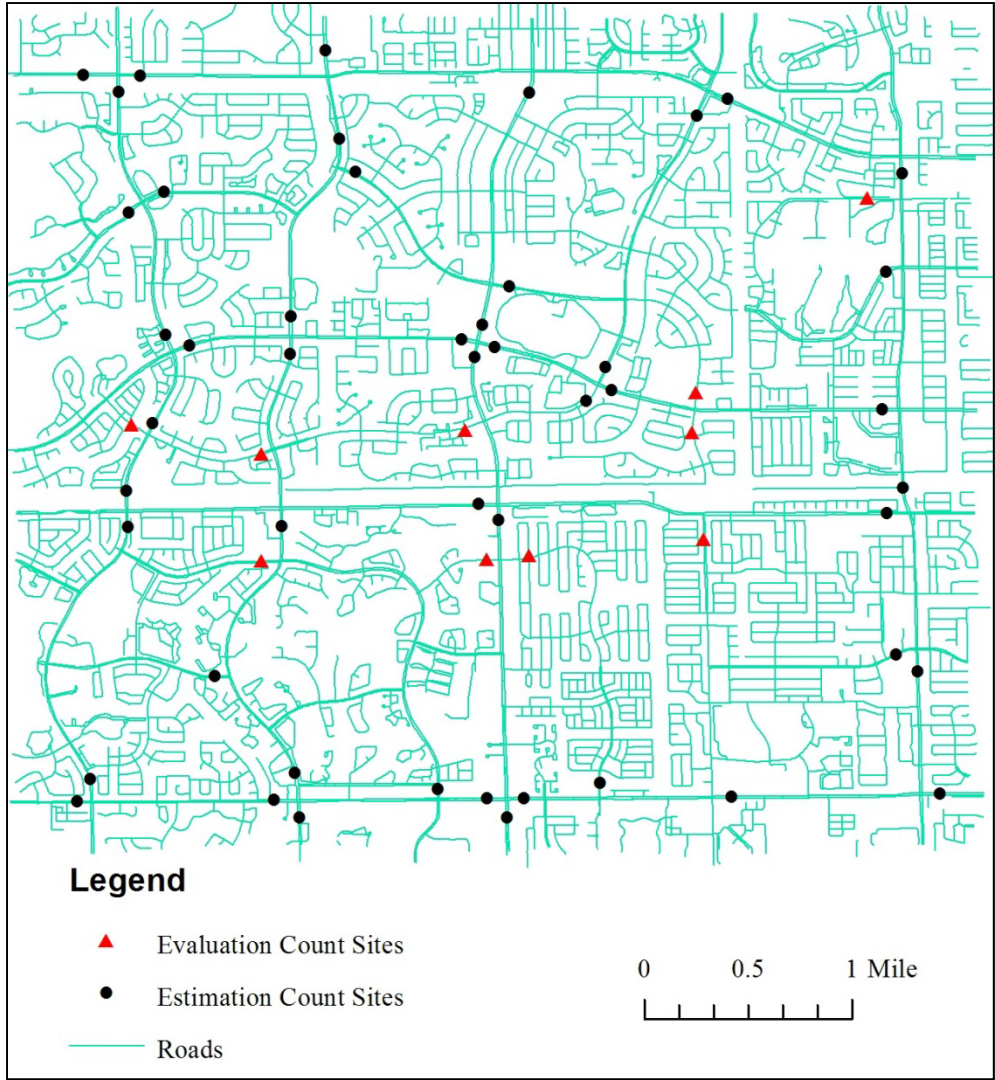 Legend
Evaluation Count Sites
Estimation Count Sites
Roads
0 0.5 1 Mile